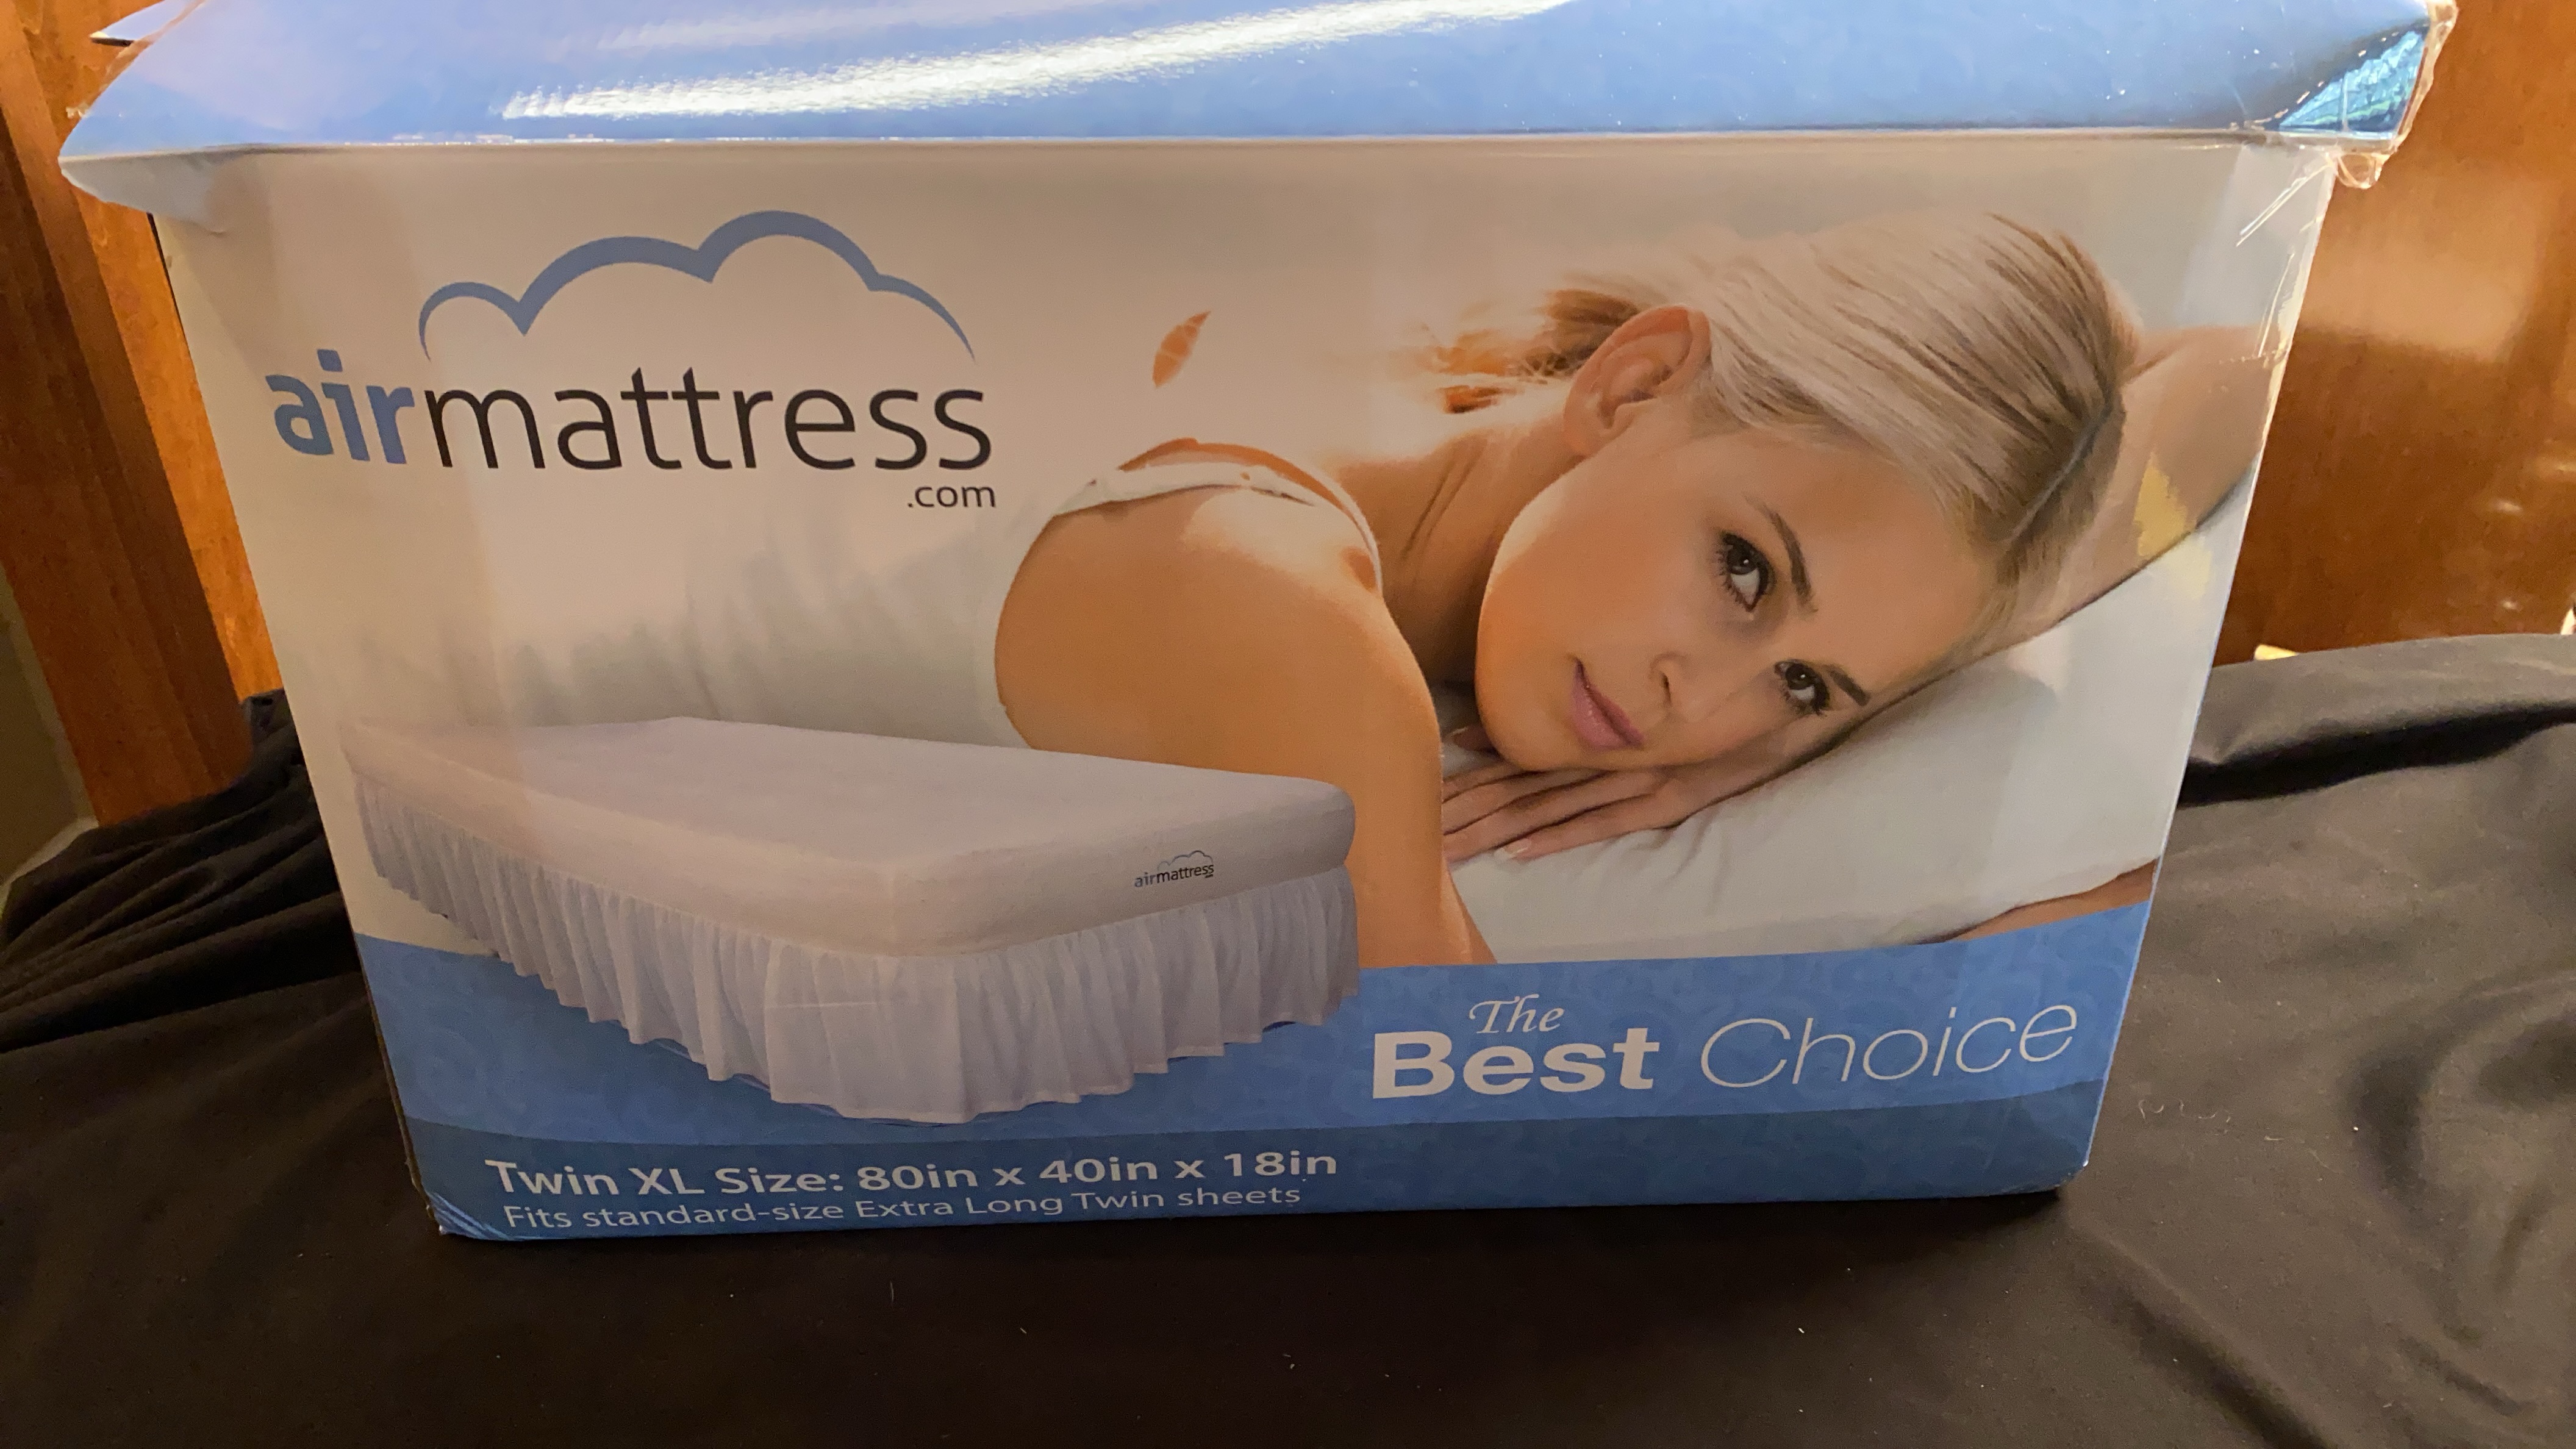 airmattress
.com
airmattress
The
Best Choice
Twin XL Size: 80in x 40in x 18in
Fits standard-size Extra Long Twin sheets